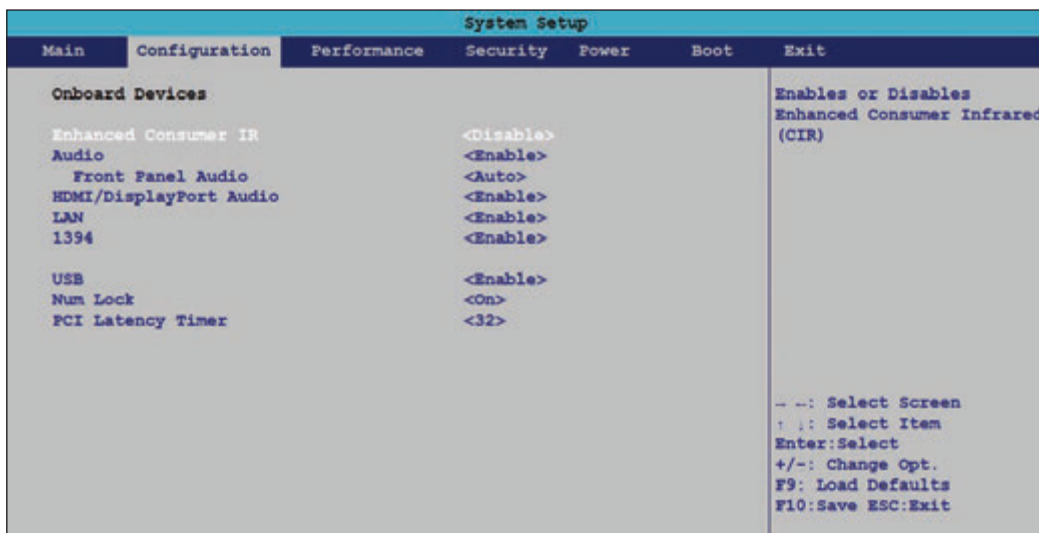 System Setup
Main Configuration Performance Security Power Boot Exit
Onboard Devices
Enhanced Consumer IR <Disable>
Audio <Enable>
Front Panel Audio <Auto>
HDMI/DisplayPort Audio <Enable>
LAN <Enable>
1394 <Enable>
USB <Enable>
Num Lock <On>
PCI Latency Timer <32>
Enables or Disables
Enhanced Consumer Infrared
(CIR)
→ ←: Select Screen
↑ ↓: Select Item
Enter:Select
+/-: Change Opt.
F9: Load Defaults
F10:Save ESC:Exit